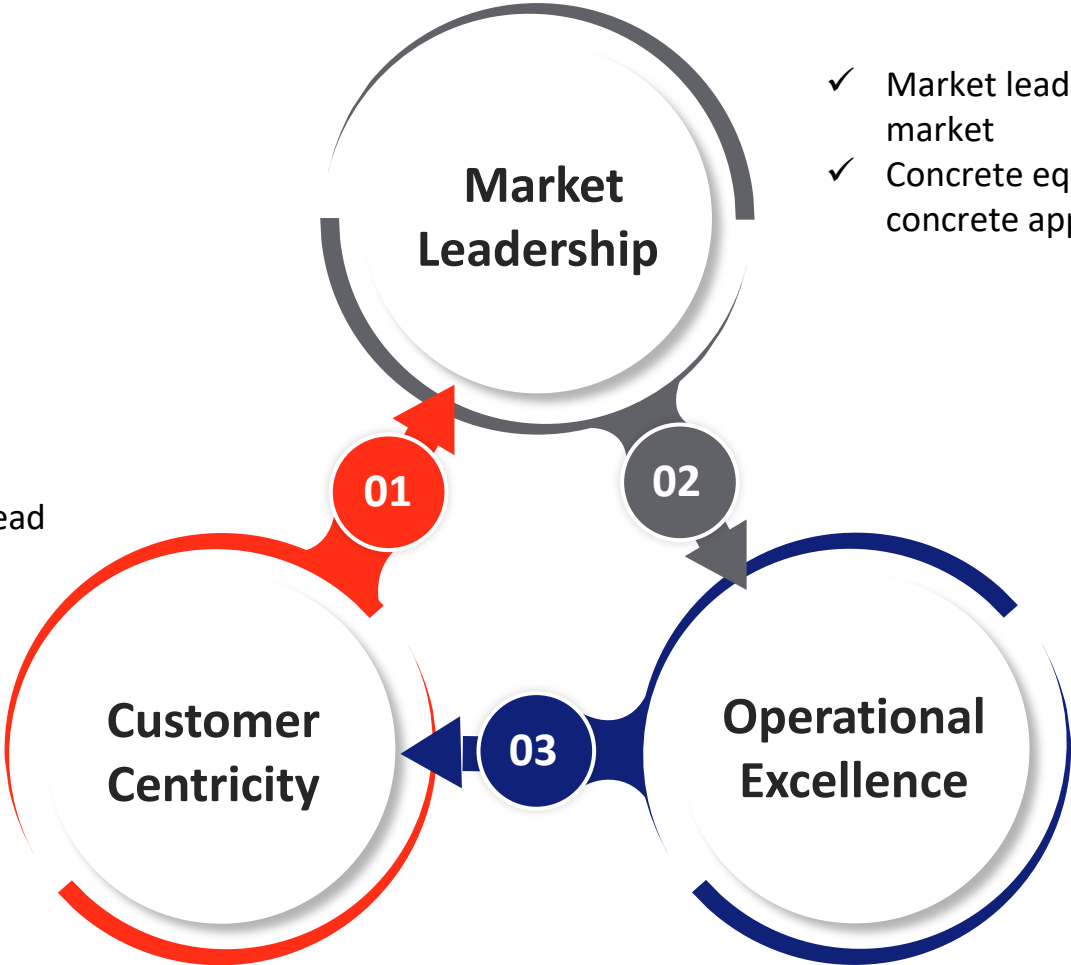 Market
Leadership
✓ Market lead
market
✓ Concrete eq
concrete app
01
02
ead
Customer
Centricity
03
Operational
Excellence